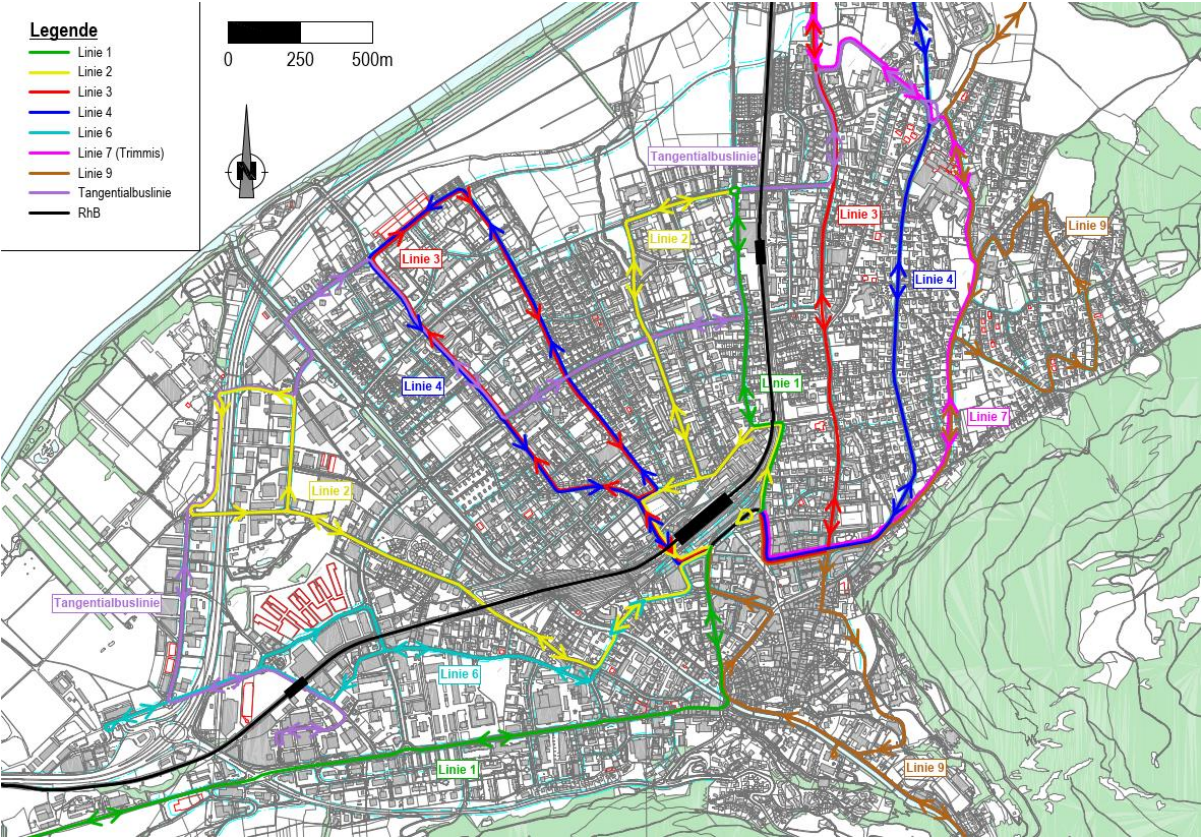 Legende
Linie 1
Linie 2
Linie 3
Linie 4
Linie 6
Linie 7 (Trimmis)
Linie 9
Tangentialbuslinie
RhB
0 250 500m
N
Tangentialbuslinie
Linie 3
Linie 9
Linie 2
Linie 3
Linie 4
Linie 4
Linie 1
Linie 7
Linie 2
Tangentialbuslinie
Linie 6
Linie 1
Linie 9